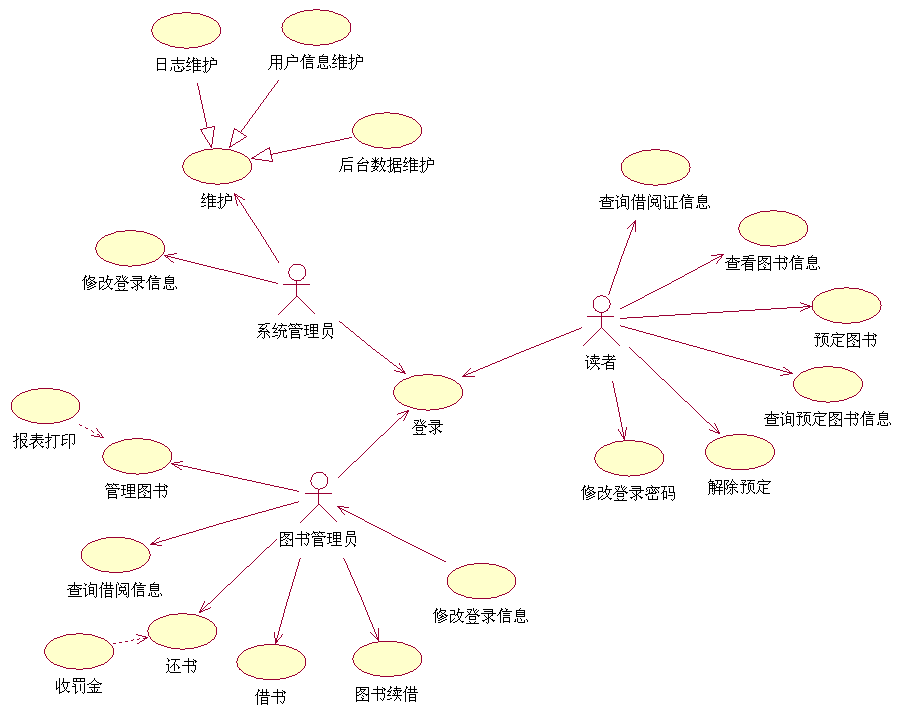 日志维护
用户信息维护
后台数据维护
维护
查询借阅证信息
查看图书信息
修改登录信息
系统管理员
预定图书
读者
查询预定图书信息
登录
报表打印
管理图书
修改登录密码
解除预定
图书管理员
查询借阅信息
修改登录信息
还书
收罚金
借书
图书续借